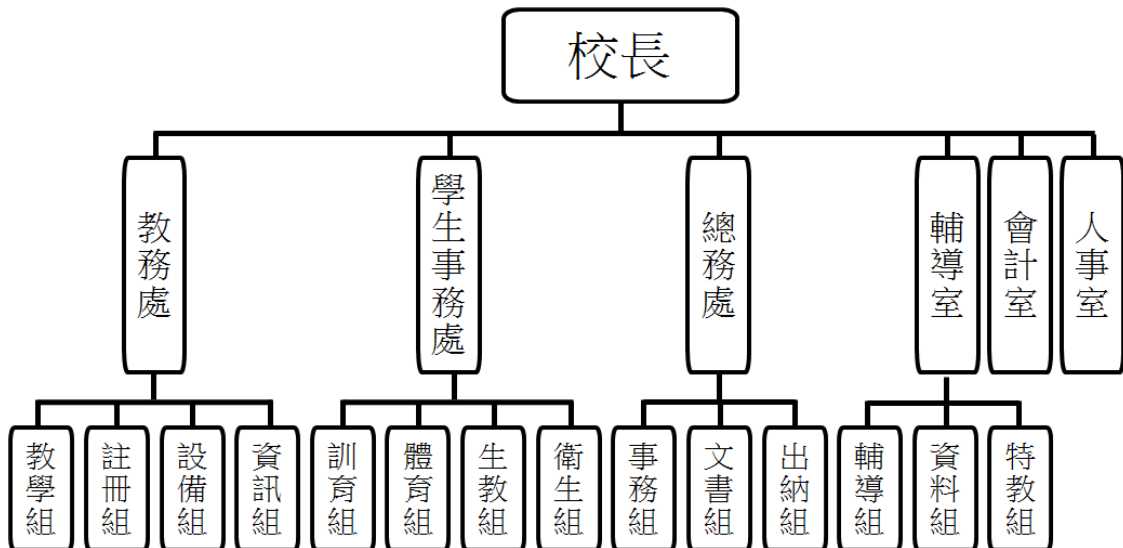 校長
教務處
學生事務處
總務處
輔導室
會計室
人事室
教學組
註冊組
設備組
資訊組
訓育組
體育組
生教組
衛生組
事務組
文書組
出納組
輔導組
資料組
特教組